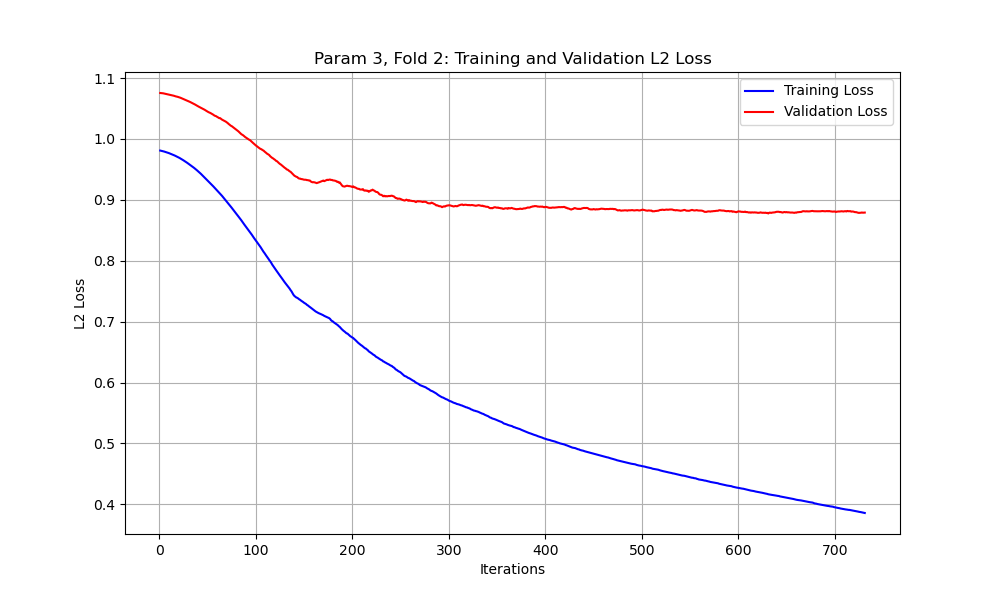 Param 3, Fold 2: Training and Validation L2 Loss
Training Loss
Validation Loss
L2 Loss
1.1
1.0
0.9
0.8
0.7
0.6
0.5
0.4
0 100 200 300 400 500 600 700
Iterations